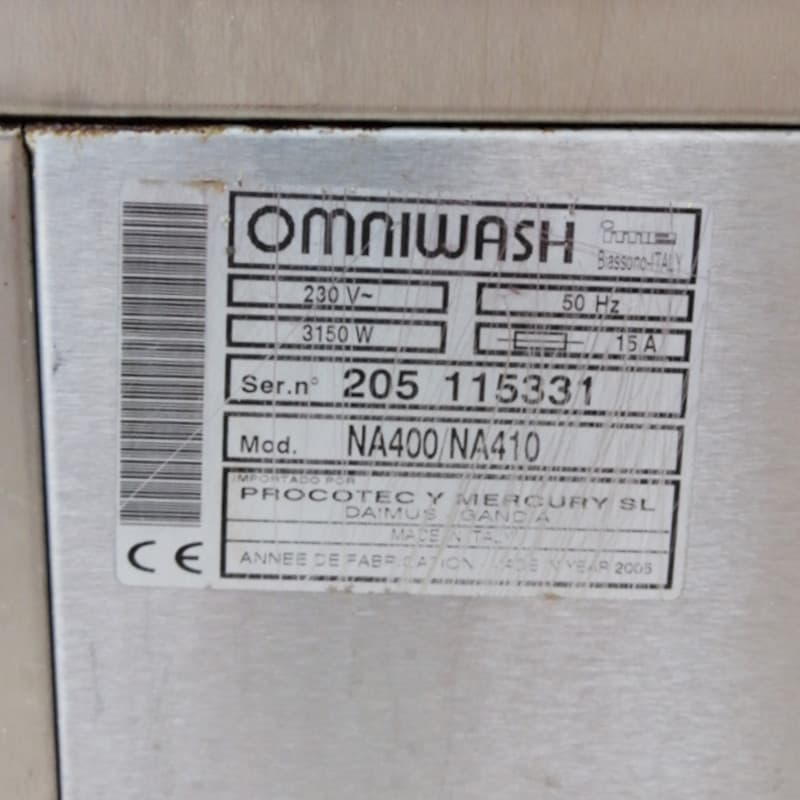 OMNIWASH ime
Biassono-ITALY
230 V~ 50 Hz
3150 W 15 A
Ser.n° 205 115331
Mod. NA400/NA410
IMPORTADO POR
PROCOTEC Y MERCURY SL
DAIMUS GANDIA
MADE IN ITALY
ANNEE DE FABRICATION MADE IN YEAR 2005
CE